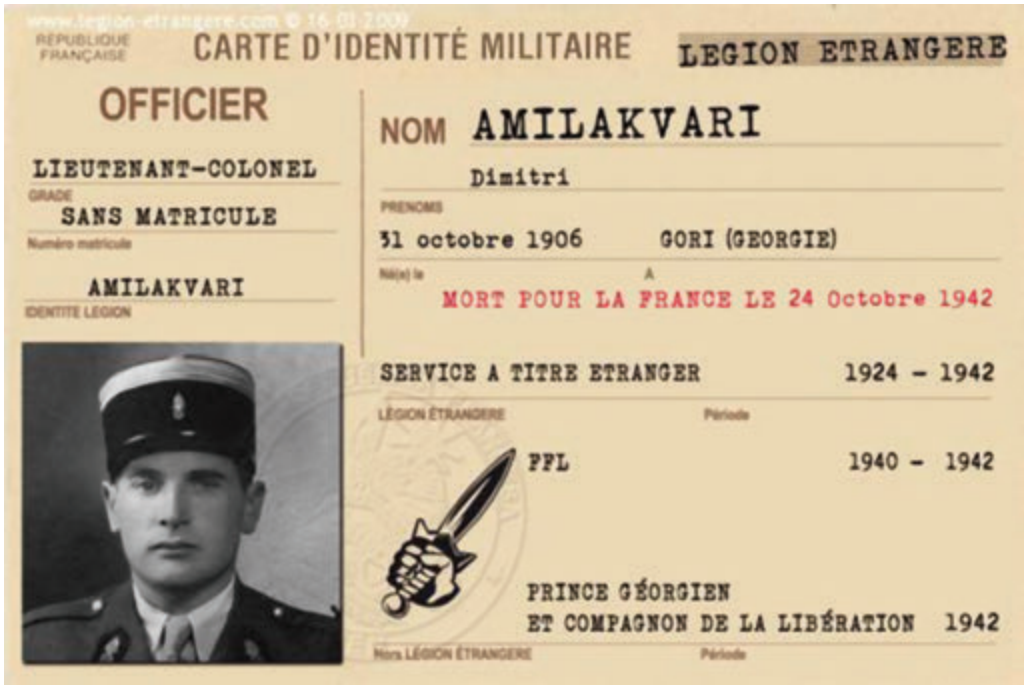 www.legion-etrangere.com © 16 03 2009
RÉPUBLIQUE
FRANÇAISE
CARTE D'IDENTITÉ MILITAIRE
LEGION ETRANGERE
OFFICIER
LIEUTENANT-COLONEL
GRADE
SANS MATRICULE
Numéro matricule
AMILAKVARI
IDENTITE LEGION
NOM AMILAKVARI
Dimitri
PRENOMS
31 octobre 1906 GORI (GEORGIE)
Né(e) le A
MORT POUR LA FRANCE LE 24 Octobre 1942
SERVICE A TITRE ETRANGER 1924 - 1942
LÉGION ÉTRANGERE Période
FFL 1940 - 1942
PRINCE GÉORGIEN
ET COMPAGNON DE LA LIBÉRATION 1942
Hors LÉGION ÉTRANGERE Période